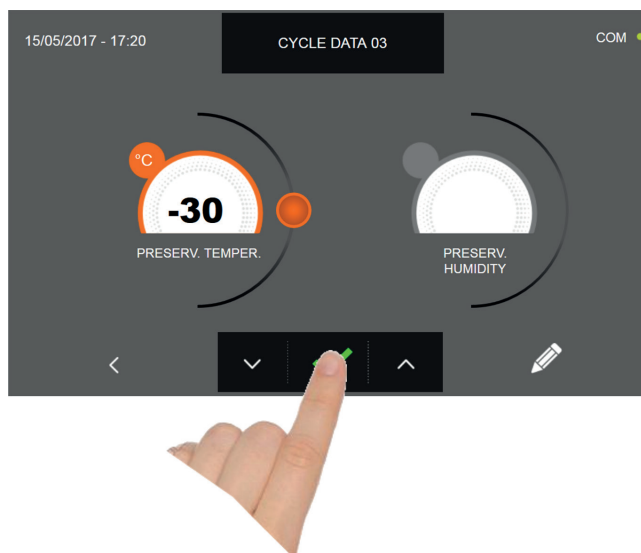 15/05/2017 - 17:20
CYCLE DATA 03
COM
°C
-30
PRESERV. TEMPER.
PRESERV.
HUMIDITY